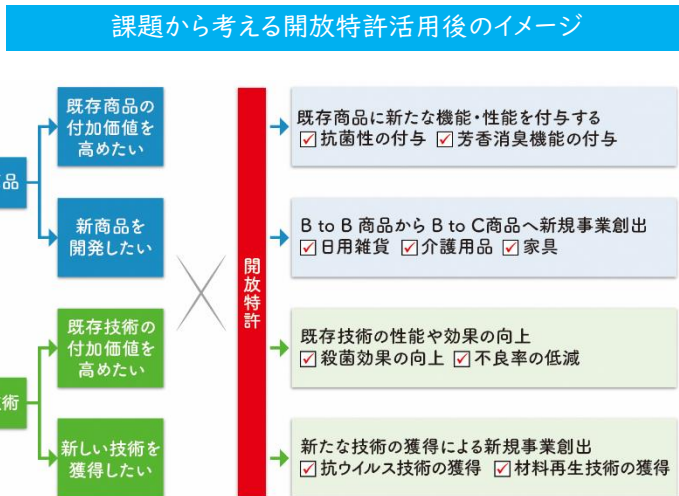 課題から考える開放特許活用後のイメージ
既存商品の
付加価値を
高めたい
品
新商品を
開発したい
既存技術の
付加価値を
高めたい
術
新しい技術を
獲得したい
開放特許
既存商品に新たな機能・性能を付与する
☑抗菌性の付与 ☑芳香消臭機能の付与
B to B 商品から B to C商品へ新規事業創出
☑日用雑貨 ☑介護用品 ☑家具
既存技術の性能や効果の向上
☑殺菌効果の向上 ☑不良率の低減
新たな技術の獲得による新規事業創出
☑抗ウイルス技術の獲得 ☑材料再生技術の獲得